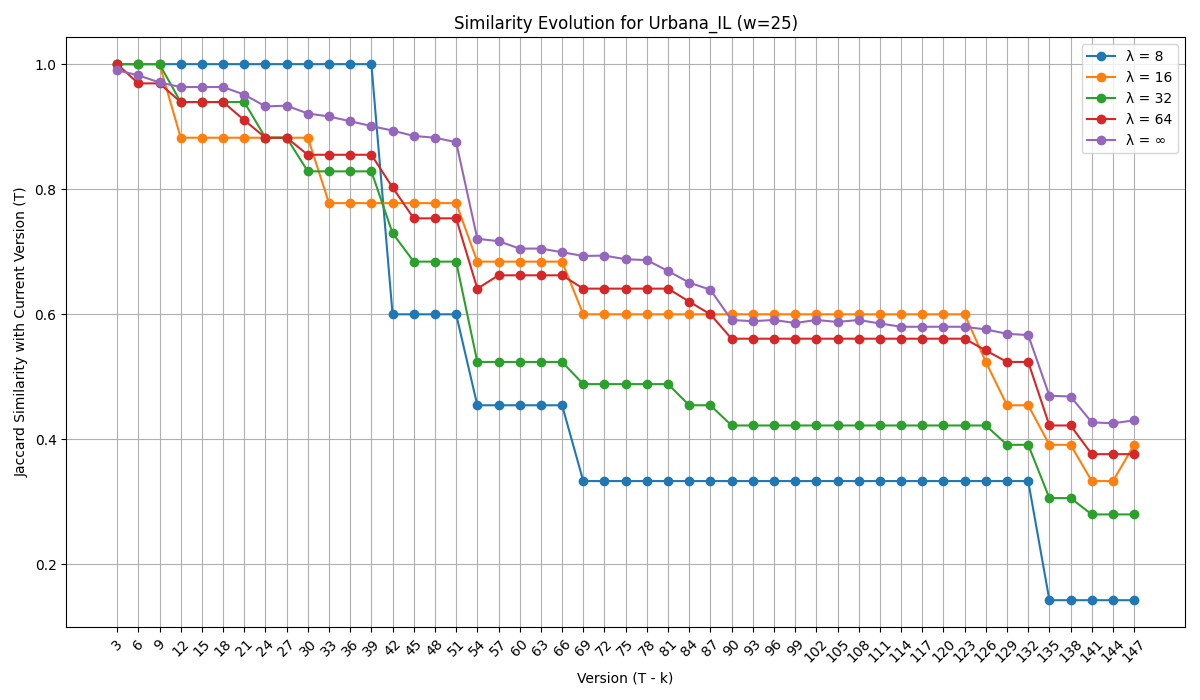 Similarity Evolution for Urbana_IL (w=25)
Jaccard Similarity with Current Version (T)
1.0
0.8
0.6
0.4
0.2
λ = 8
λ = 16
λ = 32
λ = 64
λ = ∞
3 6 9 12 15 18 21 24 27 30 33 36 39 42 45 48 51 54 57 60 63 66 69 72 75 78 81 84 87 90 93 96 99 102 105 108 111 114 117 120 123 126 129 132 135 138 141 144 147
Version (T - k)